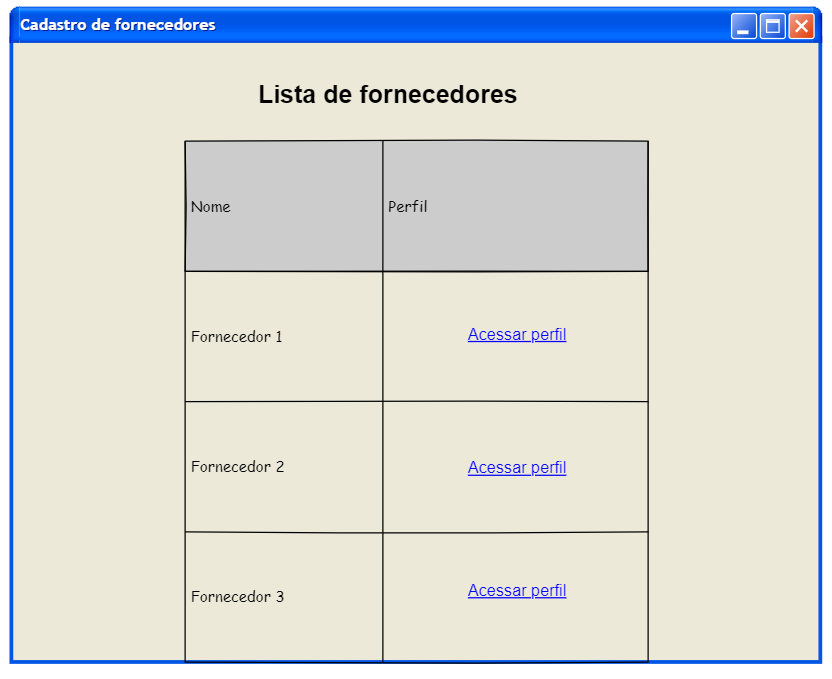 Cadastro de fornecedores
Lista de fornecedores
Nome Perfil
Fornecedor 1 Acessar perfil
Fornecedor 2 Acessar perfil
Fornecedor 3 Acessar perfil